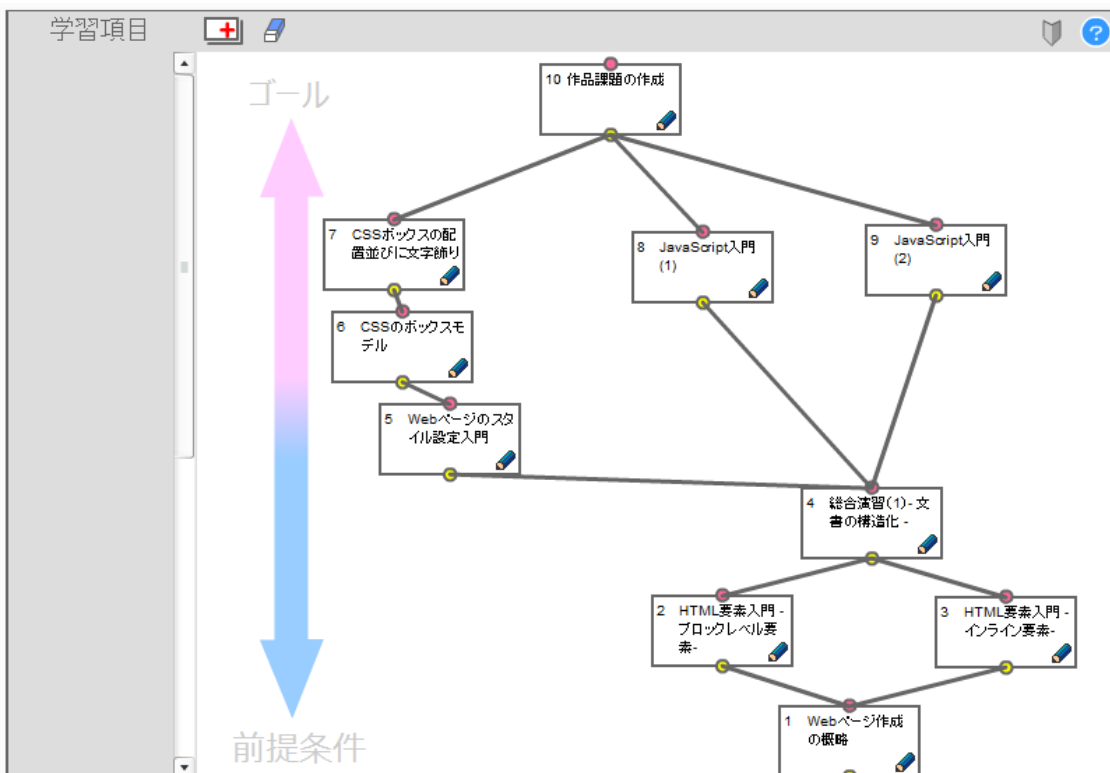 学習項目
?
ゴール
10 作品課題の作成
7 CSSボックスの配
置並びに文字飾り
8 JavaScript入門
(1)
9 JavaScript入門
(2)
6 CSSのボックスモ
デル
5 Webページのスタ
イル設定入門
4 総合演習(1)- 文
書の構造化 -
2 HTML要素入門 -
ブロックレベル要
素-
3 HTML要素入門 -
インライン要素-
1 Webページ作成
の概略
前提条件